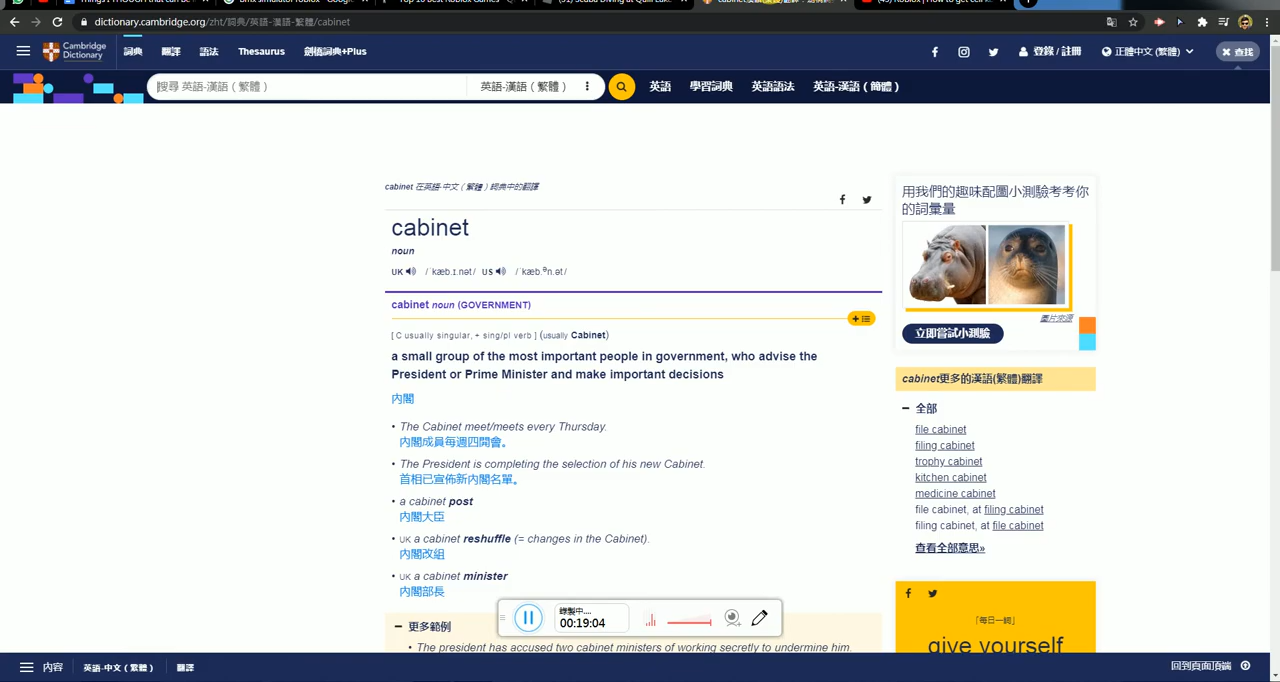 dictionary.cambridge.org/zht/詞典/英語-漢語-繁體/cabinet
Cambridge Dictionary
詞典 翻譯 語法 Thesaurus 劍橋詞典+Plus
登錄 / 註冊 正體中文 (繁體) 查找
搜尋 英語-漢語（繁體）
英語-漢語（繁體）
英語 學習詞典 英語語法 英語-漢語（簡體）
cabinet 在英語-中文（繁體）詞典中的翻譯
cabinet
noun
UK /ˈkæb.ɪ.nət/ US /ˈkæb.ən.ət/
cabinet noun (GOVERNMENT)
[ C usually singular, + sing/pl verb ] (usually Cabinet)
a small group of the most important people in government, who advise the
President or Prime Minister and make important decisions
內閣
• The Cabinet meet/meets every Thursday.
內閣成員每週四開會。
• The President is completing the selection of his new Cabinet.
首相已宣佈新內閣名單。
• a cabinet post
內閣大臣
• UK a cabinet reshuffle (= changes in the Cabinet).
內閣改組
• UK a cabinet minister
內閣部長
更多範例
• The president has accused two cabinet ministers of working secretly to undermine him.
錄製中....
00:19:04
用我們的趣味配圖小測驗考考你
的詞彙量
圖片來源
立即嘗試小測驗
cabinet更多的漢語(繁體)翻譯
全部
file cabinet
filing cabinet
trophy cabinet
kitchen cabinet
medicine cabinet
file cabinet, at filing cabinet
filing cabinet, at file cabinet
查看全部意思»
「每日一詞」
give yourself
內容 英語-中文（繁體） 翻譯
回到頁面頂端